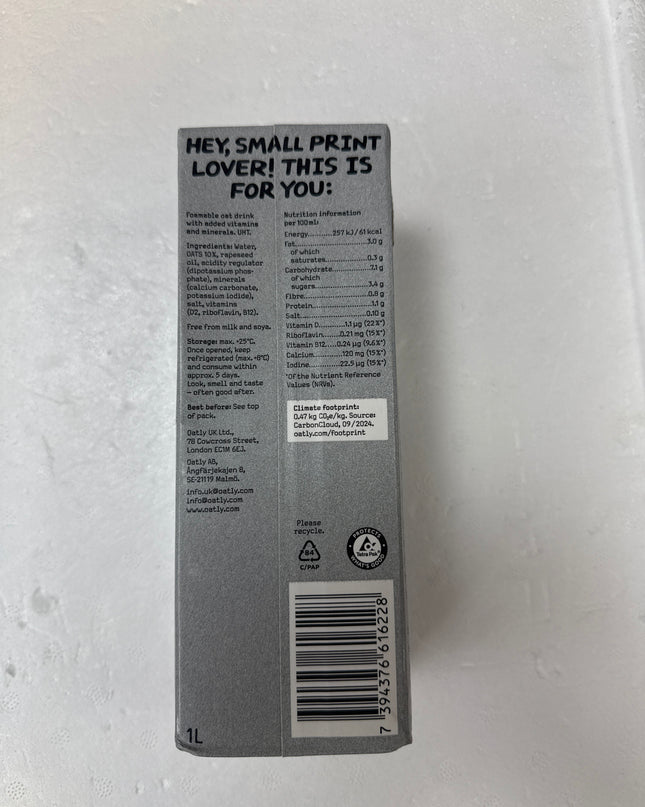 HEY, SMALL PRINT
LOVER! THIS IS
FOR YOU:
Foamable oat drink
with added vitamins
and minerals. UHT.
Ingredients: Water,
OATS 10%, rapeseed
oil, acidity regulator
(dipotassium phos-
phate), minerals
(calcium carbonate,
potassium iodide),
salt, vitamins
(D2, riboflavin, B12).
Free from milk and soya.
Storage: max. +25°C.
Once opened, keep
refrigerated (max. +8°C)
and consume within
approx. 5 days.
Look, smell and taste
– often good after.
Best before: See top
of pack.
Oatly UK Ltd.,
78 Cowcross Street,
London EC1M 6EJ.
Oatly AB,
Ångfärjekajen 8,
SE-21119 Malmö.
info.uk@oatly.com
info@oatly.com
www.oatly.com
1L
Nutrition information
per 100 ml:
Energy..........257 kJ/61 kcal
Fat..........3.0 g
of which
saturates..........0.3 g
Carbohydrate..........7.1 g
of which
sugars..........3.4 g
Fibre..........0.8 g
Protein..........1.1 g
Salt..........0.10 g
Vitamin D..........1.1 µg (22%*)
Riboflavin..........0.21 mg (15%*)
Vitamin B12.....0.24 µg (9.6%*)
Calcium..........120 mg (15%*)
Iodine..........22.5 µg (15%*)
*Of the Nutrient Reference
Values (NRVs).
Climate footprint:
0.47 kg CO₂e/kg. Source:
CarbonCloud, 09/2024.
oatly.com/footprint
Please
recycle.
84
C/PAP
PROTECTS
Tetra Pak
WHAT'S GOOD
7 394376 616228